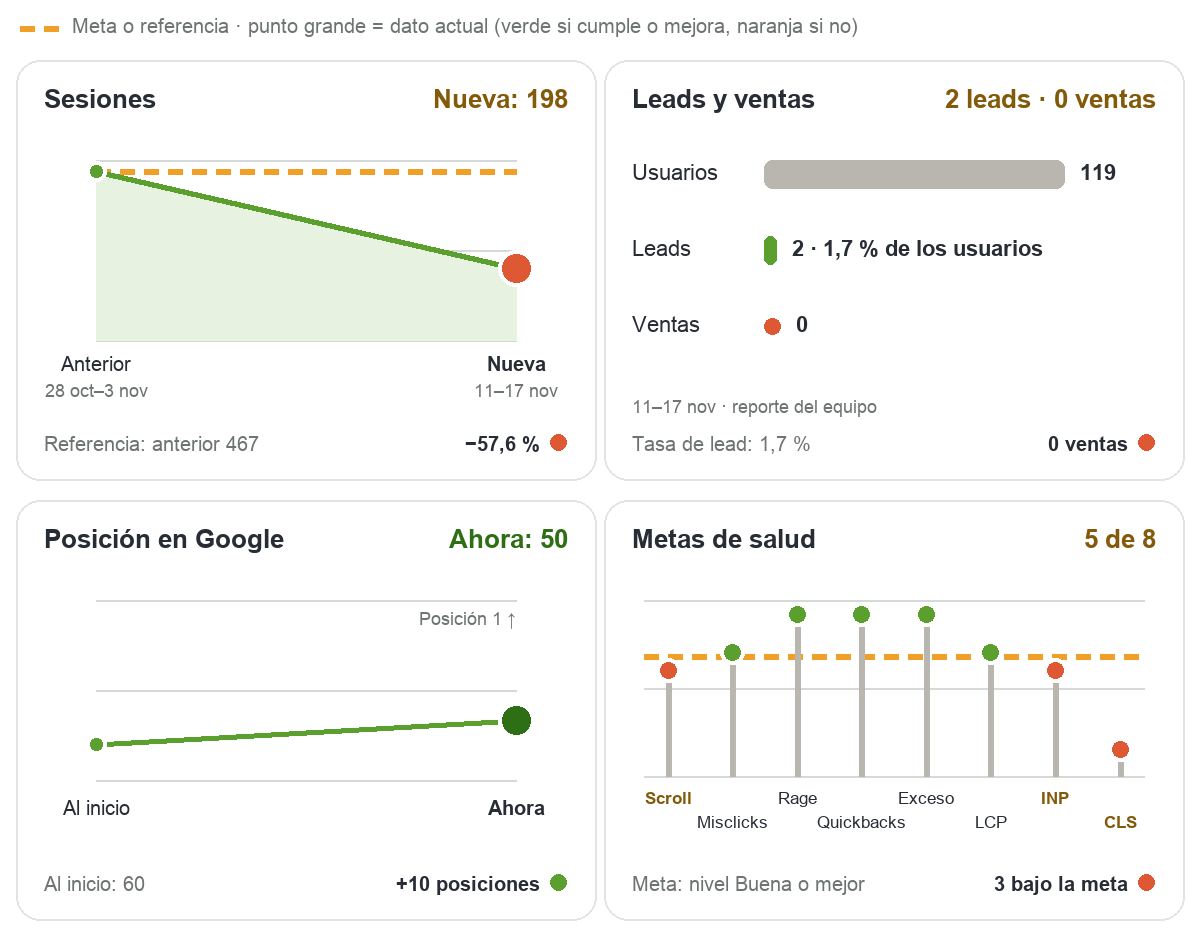 Meta o referencia · punto grande = dato actual (verde si cumple o mejora, naranja si no)
Sesiones
Nueva: 198
Anterior
Nueva
28 oct–3 nov
11–17 nov
Referencia: anterior 467
−57,6 %
Leads y ventas
2 leads · 0 ventas
Usuarios
119
Leads
2 · 1,7 % de los usuarios
Ventas
0
11–17 nov · reporte del equipo
Tasa de lead: 1,7 %
0 ventas
Posición en Google
Ahora: 50
Posición 1 ↑
Al inicio
Ahora
Al inicio: 60
+10 posiciones
Metas de salud
5 de 8
Scroll
Misclicks
Rage
Quickbacks
Exceso
LCP
INP
CLS
Meta: nivel Buena o mejor
3 bajo la meta